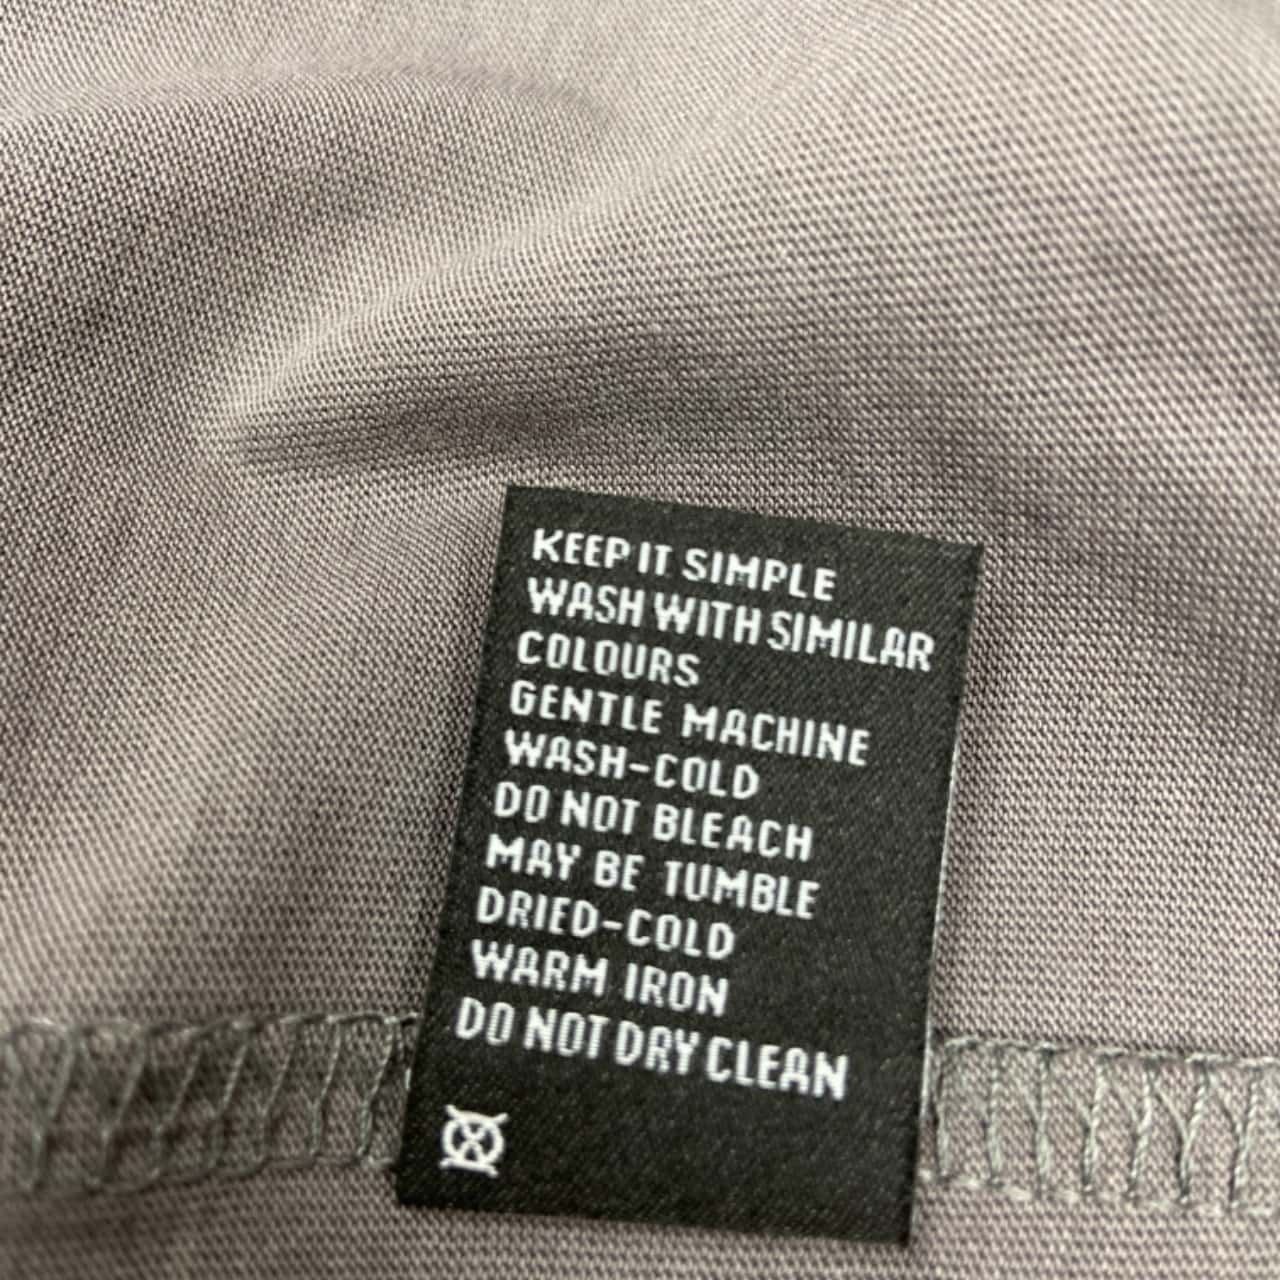 KEEP IT SIMPLE
WASH WITH SIMILAR
COLOURS
GENTLE MACHINE
WASH-COLD
DO NOT BLEACH
MAY BE TUMBLE
DRIED-COLD
WARM IRON
DO NOT DRY CLEAN